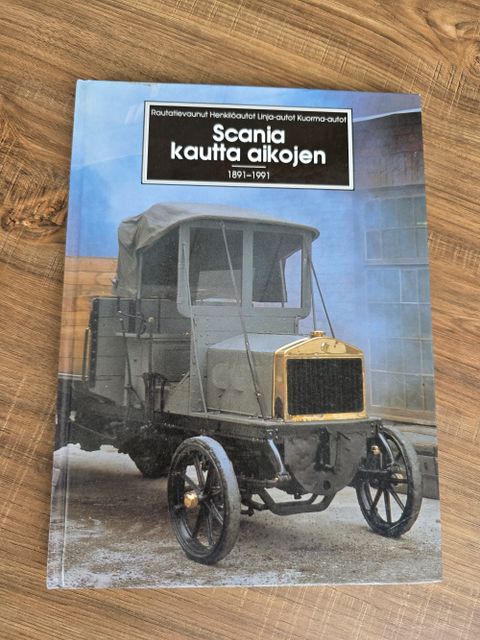 Rautatievaunut Henkilöautot Linja-autot Kuorma-autot
Scania
kautta aikojen
1891–1991